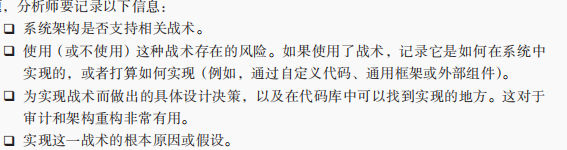 ，分析师要记录以下信息：
❑ 系统架构是否支持相关战术。
❑ 使用（或不使用）这种战术存在的风险。如果使用了战术，记录它是如何在系统中
实现的，或者打算如何实现（例如，通过自定义代码、通用框架或外部组件）。
❑ 为实现战术而做出的具体设计决策，以及在代码库中可以找到实现的地方。这对于
审计和架构重构非常有用。
❑ 实现这一战术的根本原因或假设。